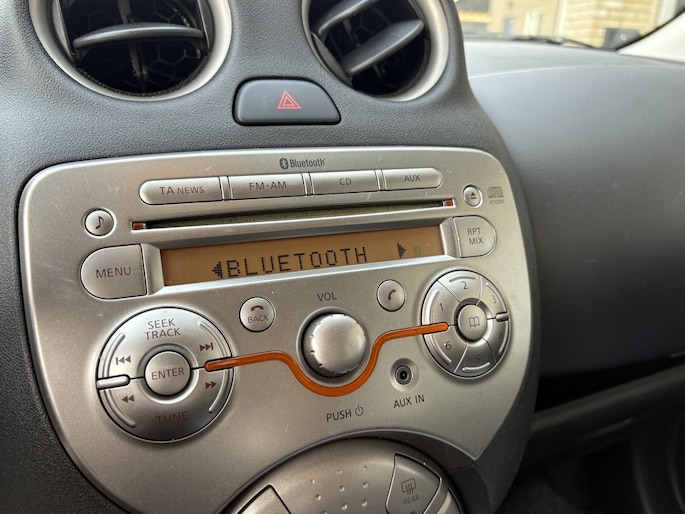 Bluetooth
TA NEWS FM•AM CD AUX
MENU
◀BLUETOOTH ▶
RPT
MIX
BACK
VOL
SEEK
TRACK
ENTER
TUNE
1 2 3 5 6
PUSH
AUX IN
REAR